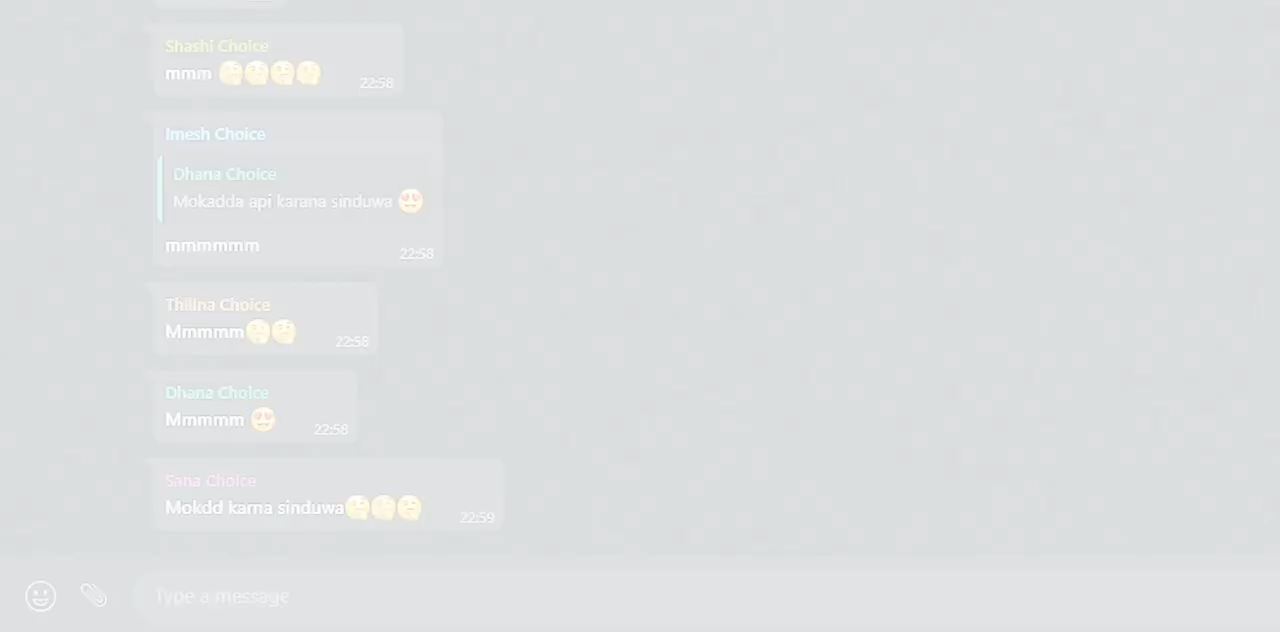 Shashi Choice
mmm 🤔🤔🤔🤔 22:58
Imesh Choice
Dhana Choice
Mokadda api karana sinduwa 😍
mmmmmm 22:58
Thilina Choice
Mmmmm🤔🤔 22:58
Dhana Choice
Mmmmm 😍 22:58
Sana Choice
Mokdd karna sinduwa🤔🤔🤔 22:59
Type a message